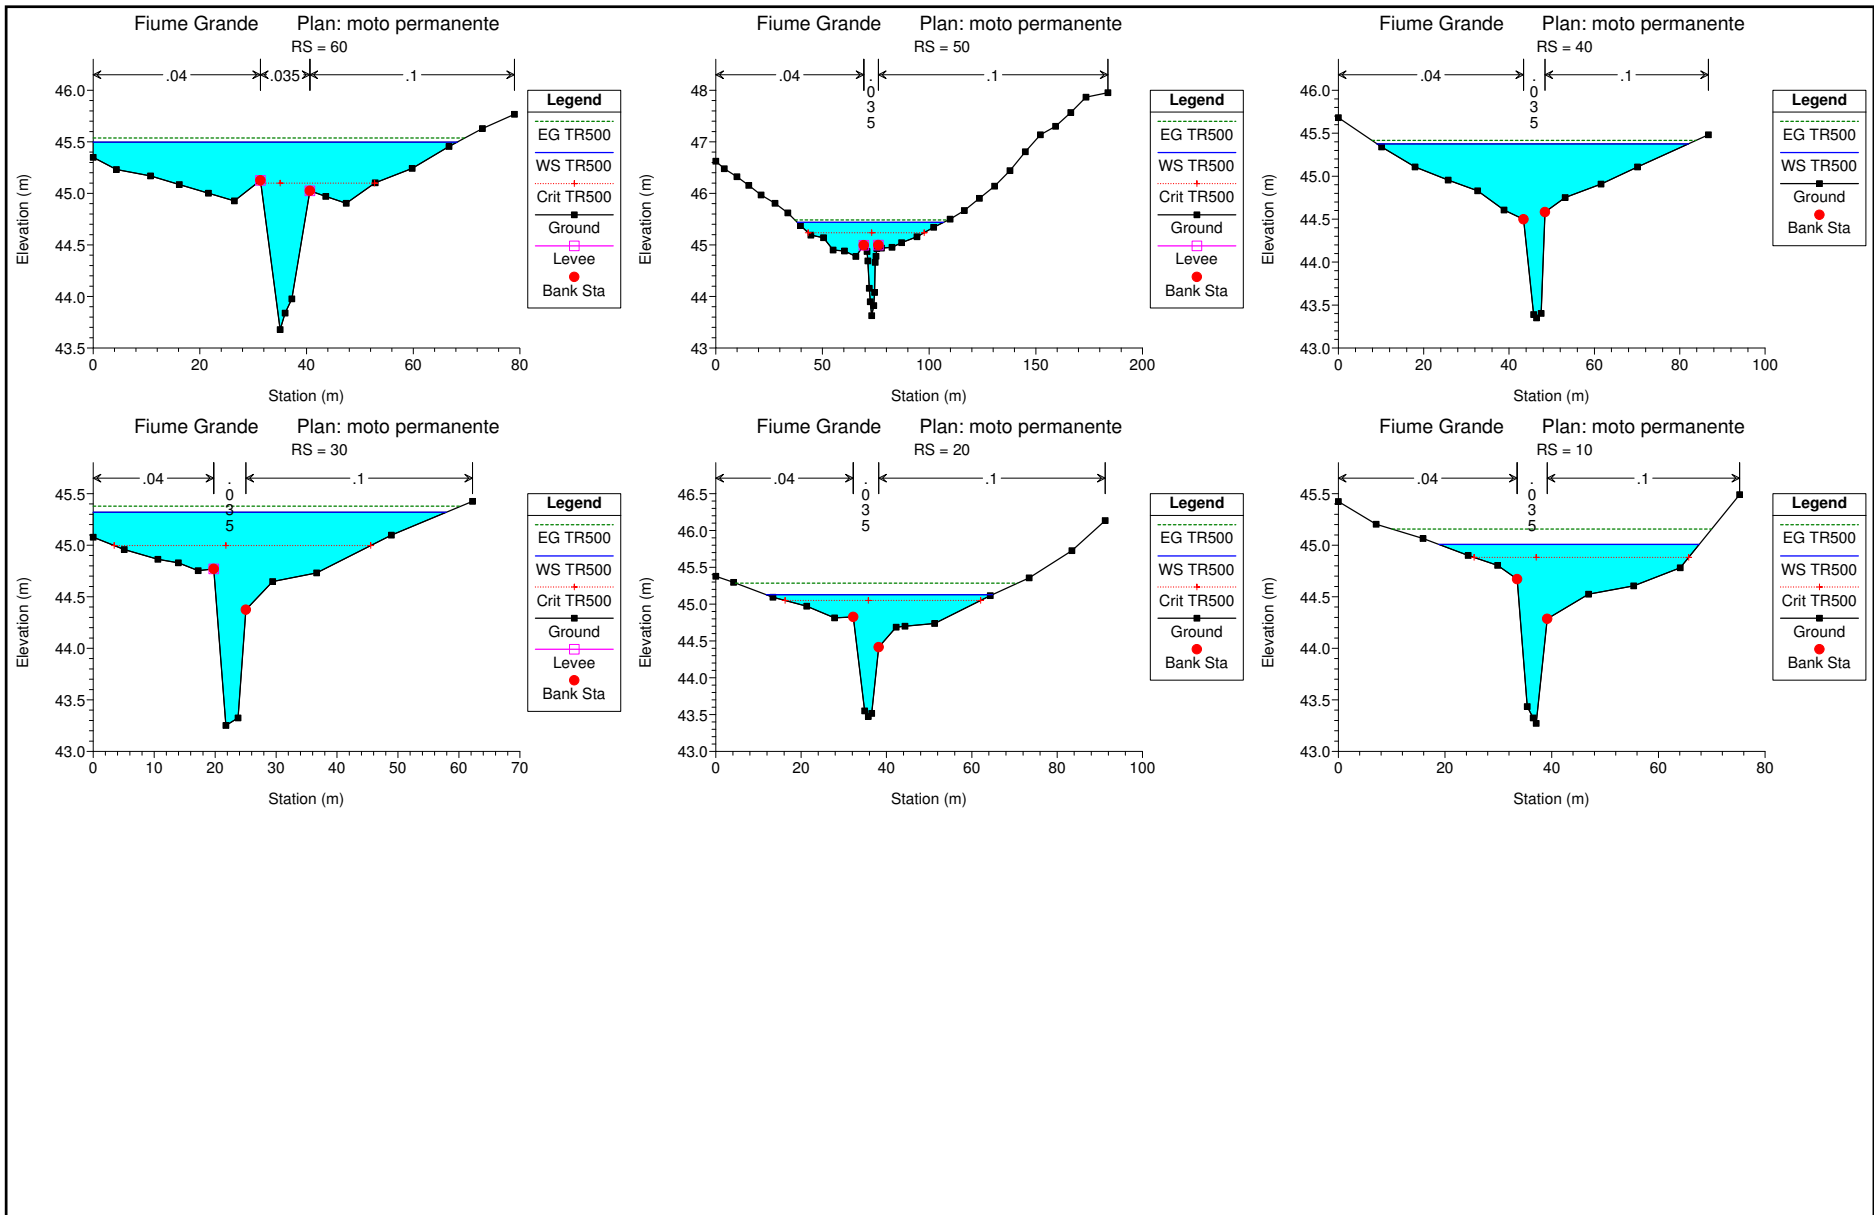 Fiume Grande Plan: moto permanente
RS = 60
.04 .035 .1
46.0
45.5
45.0
44.5
44.0
43.5
0 20 40 60 80
Elevation (m)
Station (m)
Legend
EG TR500
WS TR500
Crit TR500
Ground
Levee
Bank Sta
Fiume Grande Plan: moto permanente
RS = 50
.04 .035 .1
48
47
46
45
44
43
0 50 100 150 200
Elevation (m)
Station (m)
Legend
EG TR500
WS TR500
Crit TR500
Ground
Levee
Bank Sta
Fiume Grande Plan: moto permanente
RS = 40
.04 .035 .1
46.0
45.5
45.0
44.5
44.0
43.5
43.0
0 20 40 60 80 100
Elevation (m)
Station (m)
Legend
EG TR500
WS TR500
Ground
Bank Sta
Fiume Grande Plan: moto permanente
RS = 30
.04 .035 .1
45.5
45.0
44.5
44.0
43.5
43.0
0 10 20 30 40 50 60 70
Elevation (m)
Station (m)
Legend
EG TR500
WS TR500
Crit TR500
Ground
Levee
Bank Sta
Fiume Grande Plan: moto permanente
RS = 20
.04 .035 .1
46.5
46.0
45.5
45.0
44.5
44.0
43.5
43.0
0 20 40 60 80 100
Elevation (m)
Station (m)
Legend
EG TR500
WS TR500
Crit TR500
Ground
Bank Sta
Fiume Grande Plan: moto permanente
RS = 10
.04 .035 .1
45.5
45.0
44.5
44.0
43.5
43.0
0 20 40 60 80
Elevation (m)
Station (m)
Legend
EG TR500
WS TR500
Crit TR500
Ground
Bank Sta